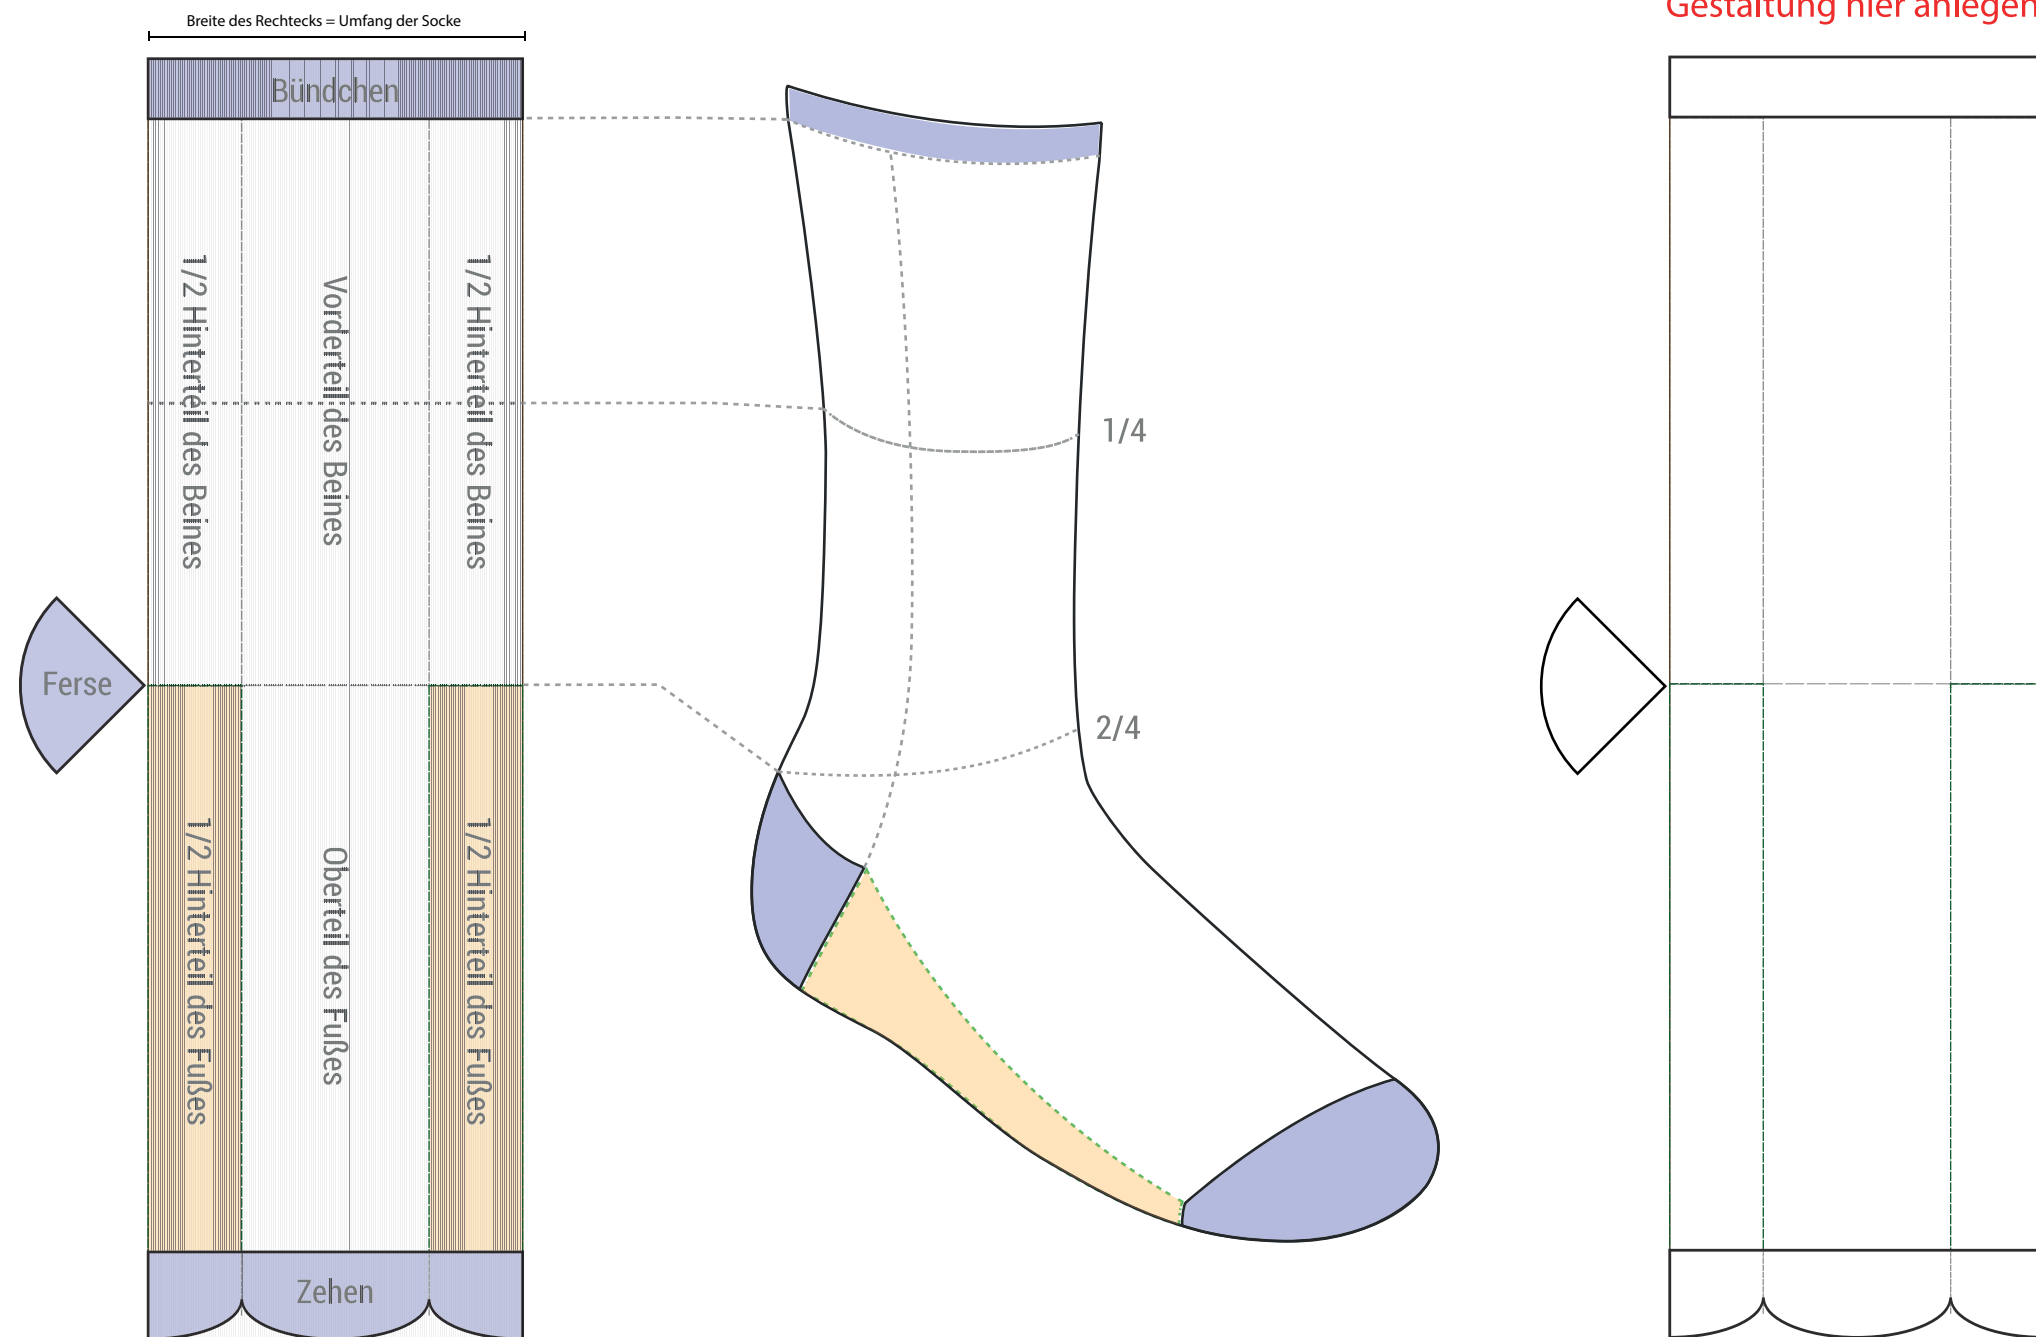 Breite des Rechtecks = Umfang der Socke
Gestaltung hier anlegen
Bündchen
1/2 Hinterteil des Beines
Vorderteil des Beines
1/2 Hinterteil des Beines
1/4
Ferse
2/4
1/2 Hinterteil des Fußes
Oberteil des Fußes
1/2 Hinterteil des Fußes
Zehen